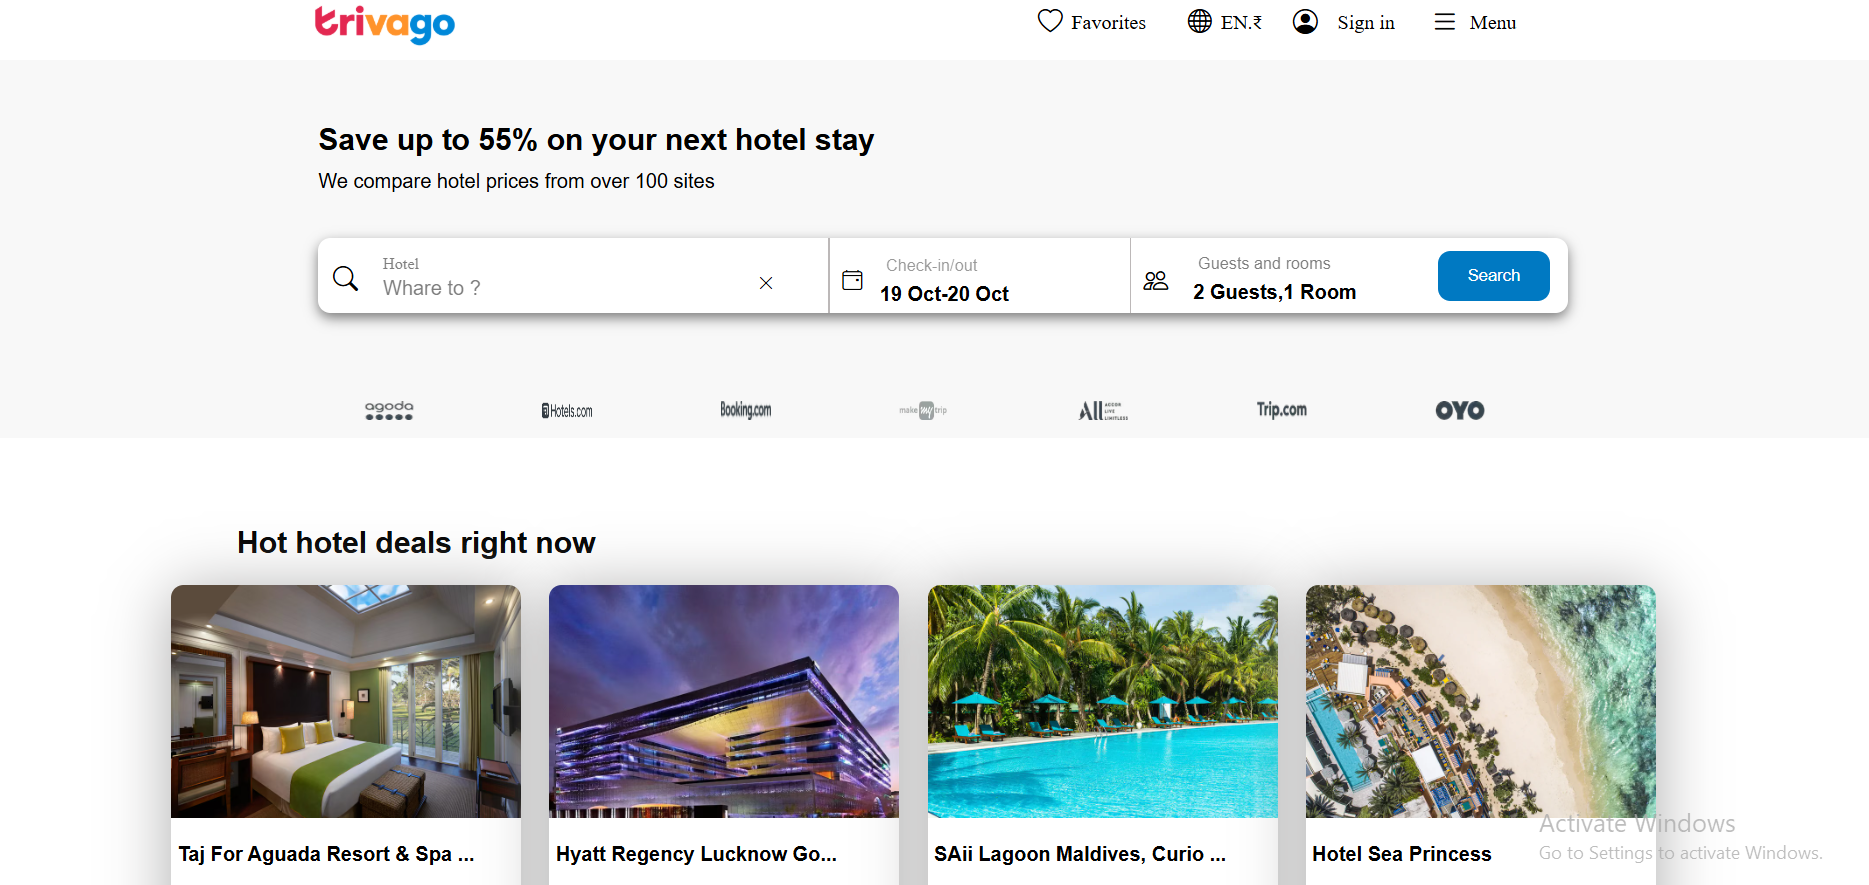 trivago
Favorites
EN.₹
Sign in
Menu
Save up to 55% on your next hotel stay
We compare hotel prices from over 100 sites
Hotel
Whare to ?
Check-in/out
19 Oct-20 Oct
Guests and rooms
2 Guests,1 Room
Search
agoda
Hotels.com
Booking.com
make my trip
All ACCOR LIVE LIMITLESS
Trip.com
OYO
Hot hotel deals right now
Taj For Aguada Resort & Spa ...
Hyatt Regency Lucknow Go...
SAii Lagoon Maldives, Curio ...
Hotel Sea Princess
Activate Windows
Go to Settings to activate Windows.